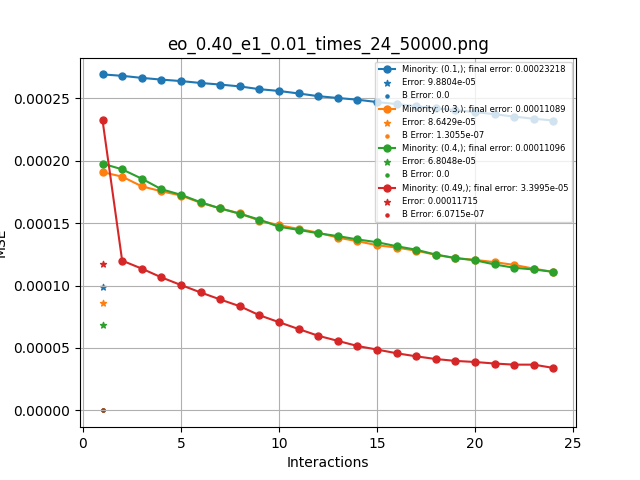 eo_0.40_e1_0.01_times_24_50000.png
Minority: (0.1,); final error: 0.00023218
Error: 9.8804e-05
B Error: 0.0
Minority: (0.3,); final error: 0.00011089
Error: 8.6429e-05
B Error: 1.3055e-07
Minority: (0.4,); final error: 0.00011096
Error: 6.8048e-05
B Error: 0.0
Minority: (0.49,); final error: 3.3995e-05
Error: 0.00011715
B Error: 6.0715e-07
0.00025
0.00020
0.00015
0.00010
0.00005
0.00000
MSE
0 5 10 15 20 25
Interactions